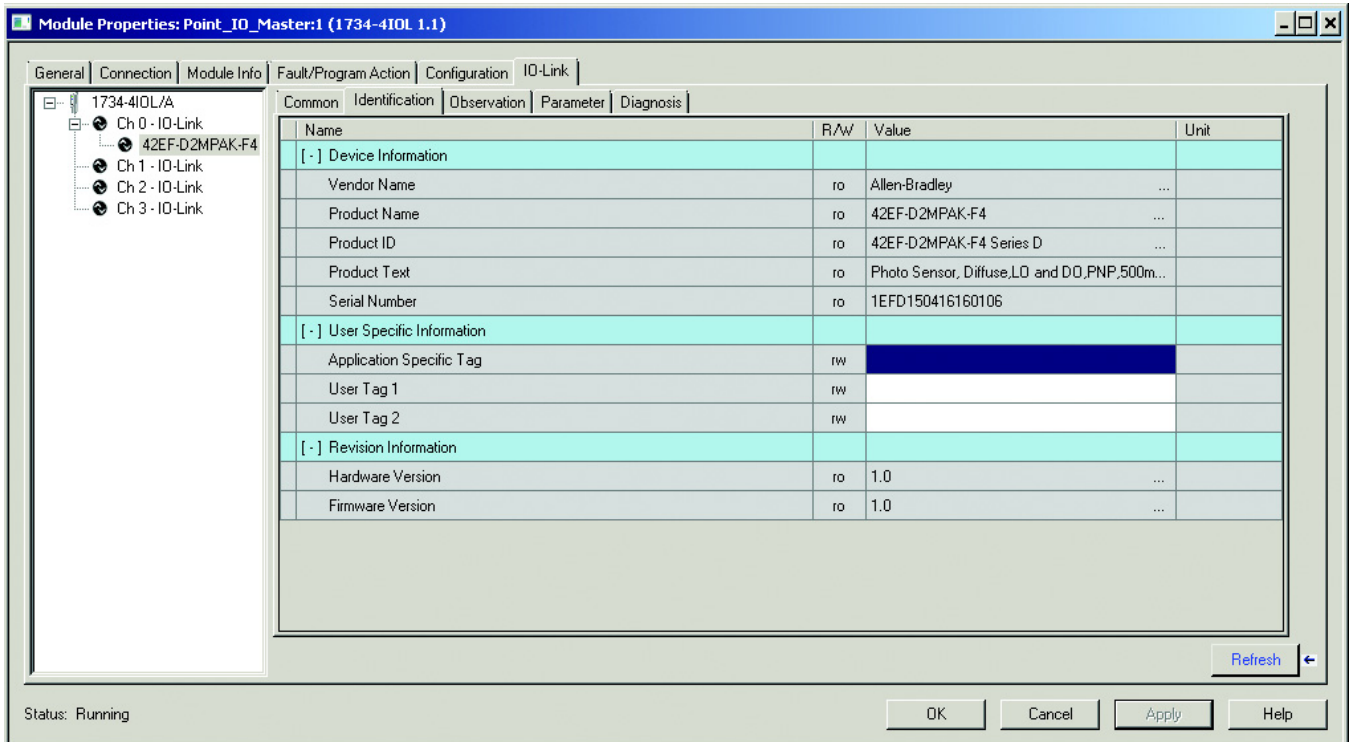 Module Properties: Point_IO_Master:1 (1734-4IOL 1.1)
General Connection Module Info Fault/Program Action Configuration IO-Link
1734-4IOL/A
Ch 0 - IO-Link
42EF-D2MPAK-F4
Ch 1 - IO-Link
Ch 2 - IO-Link
Ch 3 - IO-Link
Common Identification Observation Parameter Diagnosis
Name R/W Value Unit
[-] Device Information
Vendor Name ro Allen-Bradley ...
Product Name ro 42EF-D2MPAK-F4 ...
Product ID ro 42EF-D2MPAK-F4 Series D ...
Product Text ro Photo Sensor, Diffuse,LO and DO,PNP,500m...
Serial Number ro 1EFD150416160106
[-] User Specific Information
Application Specific Tag rw
User Tag 1 rw
User Tag 2 rw
[-] Revision Information
Hardware Version ro 1.0 ...
Firmware Version ro 1.0 ...
Refresh
Status: Running
OK Cancel Apply Help